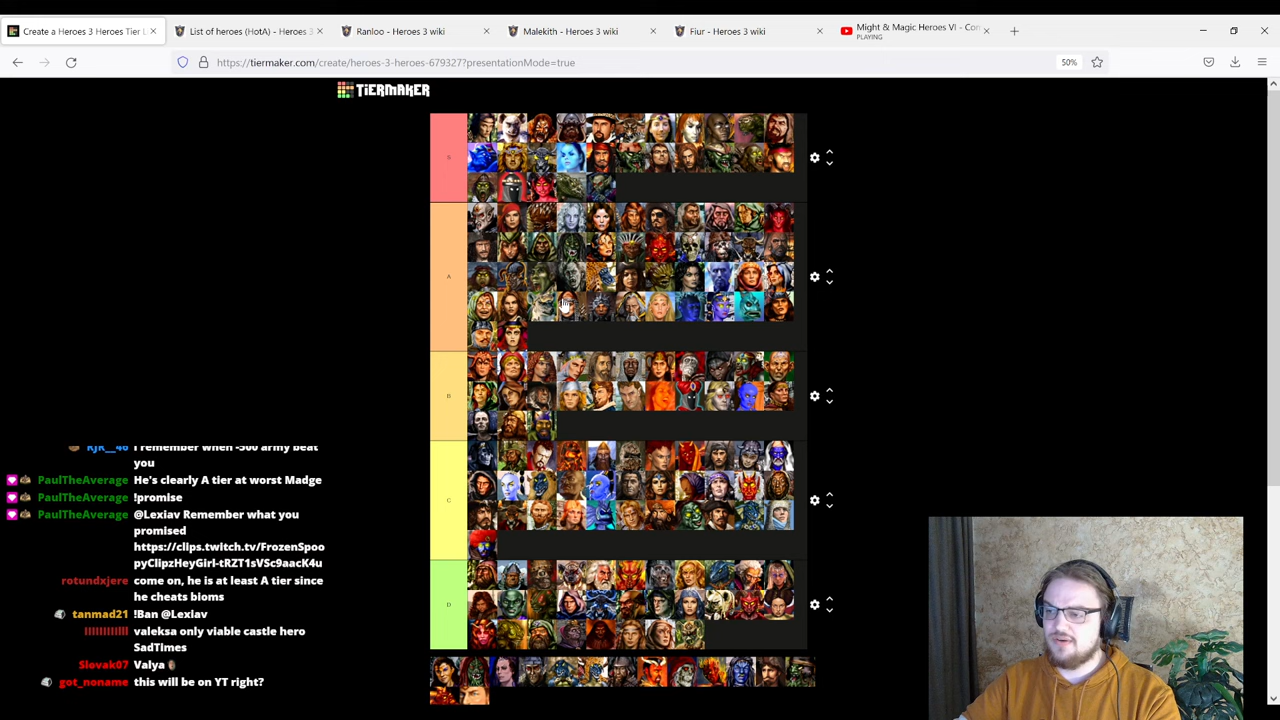 Create a Heroes 3 Heroes Tier L
List of heroes (HotA) - Heroes 3
Ranloo - Heroes 3 wiki
Malekith - Heroes 3 wiki
Fiur - Heroes 3 wiki
Might & Magic Heroes VI - Con
PLAYING
https://tiermaker.com/create/heroes-3-heroes-679327?presentationMode=true
50%
TiERMAKER
S
A
B
C
D
RJK__46 I remember when -500 army beat
you
PaulTheAverage He's clearly A tier at worst Madge
PaulTheAverage !promise
PaulTheAverage @Lexiav Remember what you
promised
https://clips.twitch.tv/FrozenSpoo
pyClipzHeyGirl-tRZT1sVSc9aacK4u
rotundxjere come on, he is at least A tier since
he cheats bioms
tanmad21 !Ban @Lexiav
valeksa only viable castle hero
SadTimes
Slovak07 Valya
got_noname this will be on YT right?